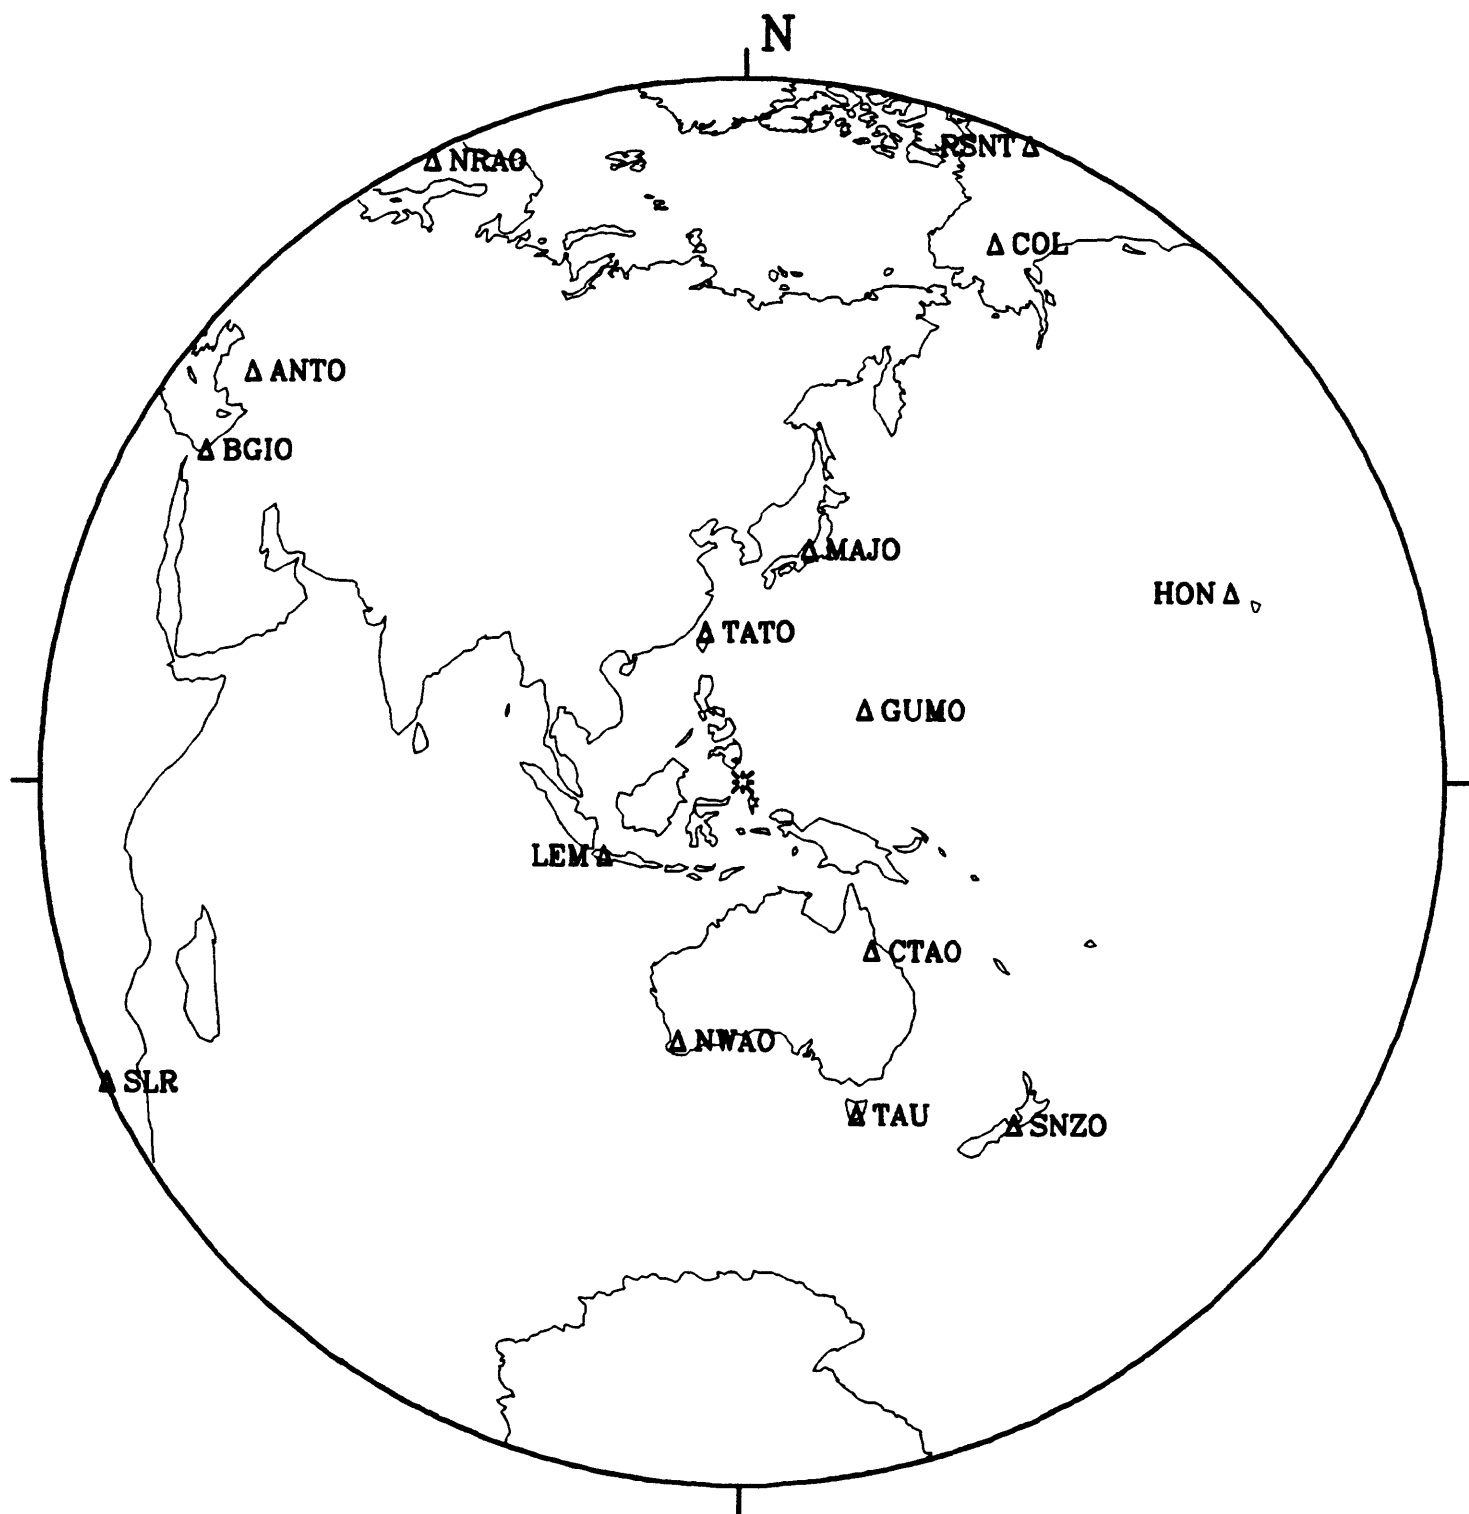 N
NRAO
RSNT
COL
ANTO
BGIO
MAJO
HON
TATO
GUMO
LEM
CTAO
NWAO
SLR
TAU
SNZO